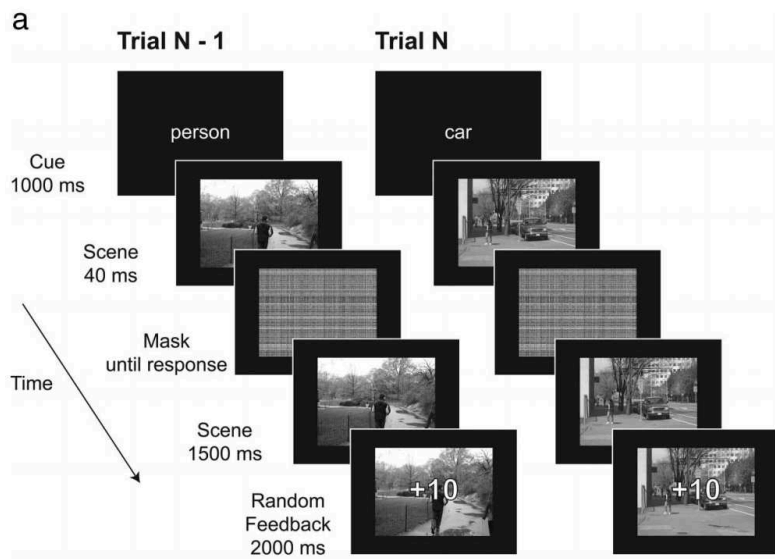 a
Trial N - 1
Trial N
person
car
Cue
1000 ms
Scene
40 ms
Mask
until response
Time
Scene
1500 ms
+10
+10
Random
Feedback
2000 ms